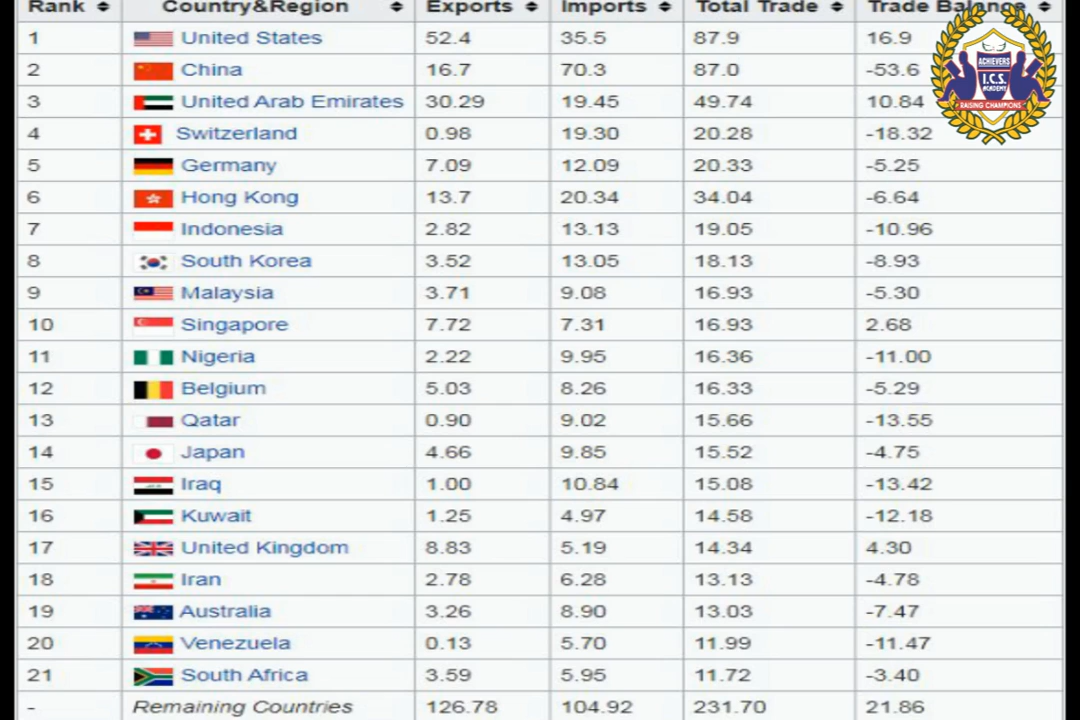 Rank Country&Region Exports Imports Total Trade Trade Balance
1 United States 52.4 35.5 87.9 16.9
2 China 16.7 70.3 87.0 -53.6
3 United Arab Emirates 30.29 19.45 49.74 10.84
4 Switzerland 0.98 19.30 20.28 -18.32
5 Germany 7.09 12.09 20.33 -5.25
6 Hong Kong 13.7 20.34 34.04 -6.64
7 Indonesia 2.82 13.13 19.05 -10.96
8 South Korea 3.52 13.05 18.13 -8.93
9 Malaysia 3.71 9.08 16.93 -5.30
10 Singapore 7.72 7.31 16.93 2.68
11 Nigeria 2.22 9.95 16.36 -11.00
12 Belgium 5.03 8.26 16.33 -5.29
13 Qatar 0.90 9.02 15.66 -13.55
14 Japan 4.66 9.85 15.52 -4.75
15 Iraq 1.00 10.84 15.08 -13.42
16 Kuwait 1.25 4.97 14.58 -12.18
17 United Kingdom 8.83 5.19 14.34 4.30
18 Iran 2.78 6.28 13.13 -4.78
19 Australia 3.26 8.90 13.03 -7.47
20 Venezuela 0.13 5.70 11.99 -11.47
21 South Africa 3.59 5.95 11.72 -3.40
- Remaining Countries 126.78 104.92 231.70 21.86
ACHIEVERS
I.C.S.
ACADEMY
RAISING CHAMPIONS